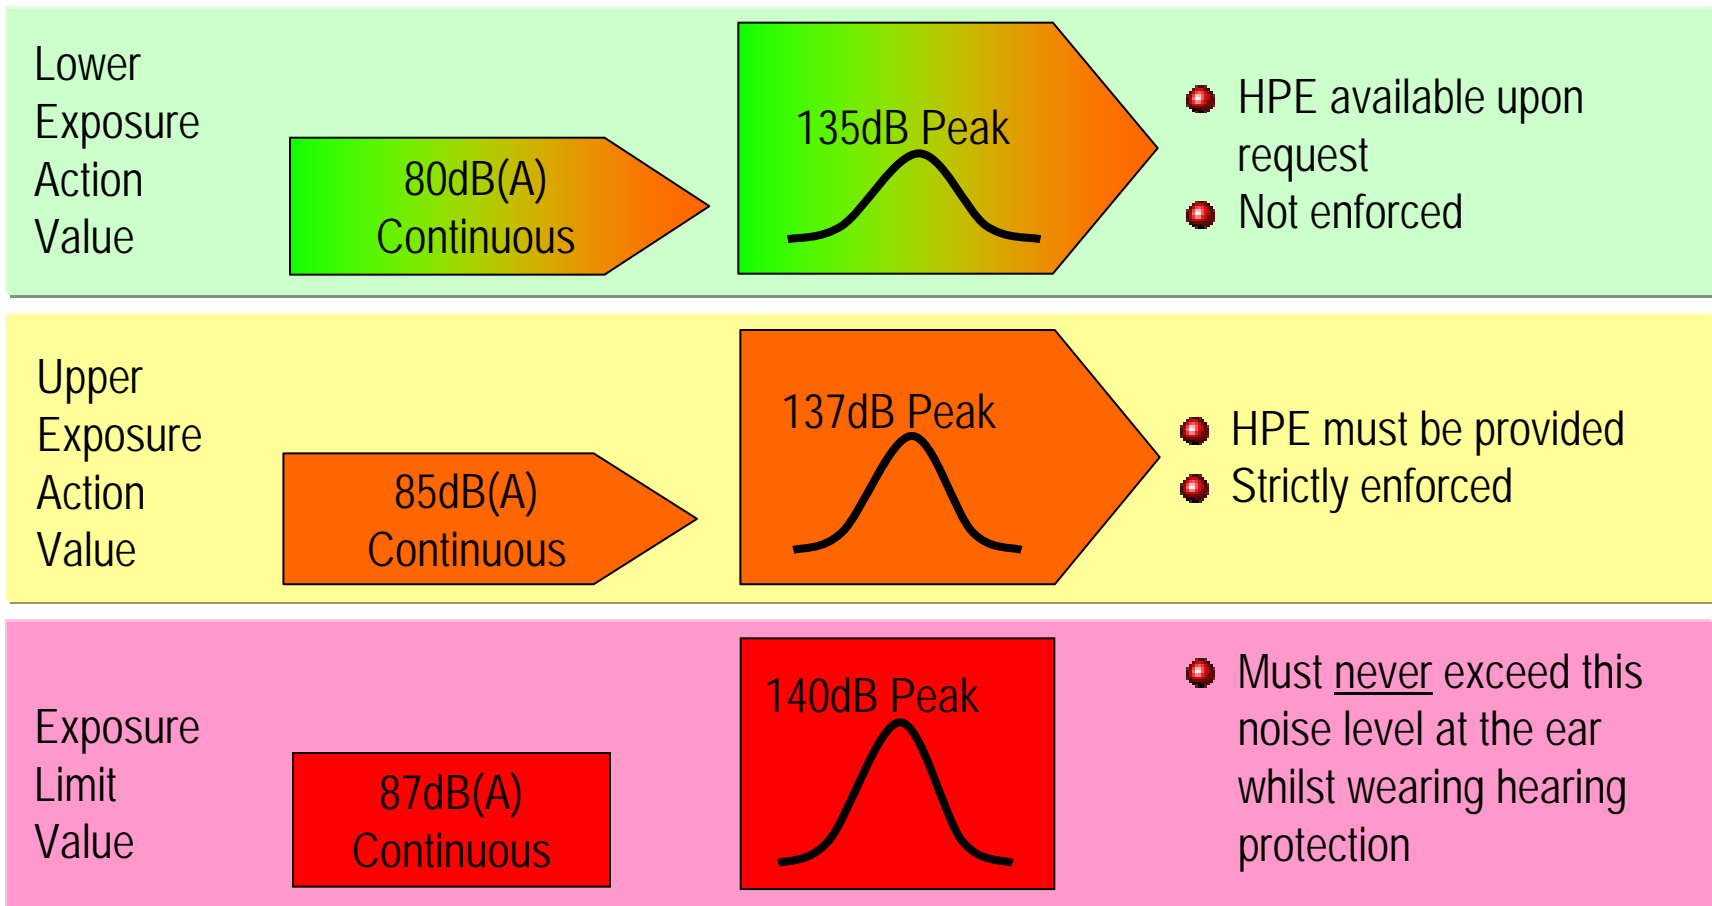 Lower
Exposure
Action
Value
80dB(A)
Continuous
135dB Peak
HPE available upon
request
Not enforced
Upper
Exposure
Action
Value
85dB(A)
Continuous
137dB Peak
HPE must be provided
Strictly enforced
Exposure
Limit
Value
87dB(A)
Continuous
140dB Peak
Must never exceed this
noise level at the ear
whilst wearing hearing
protection